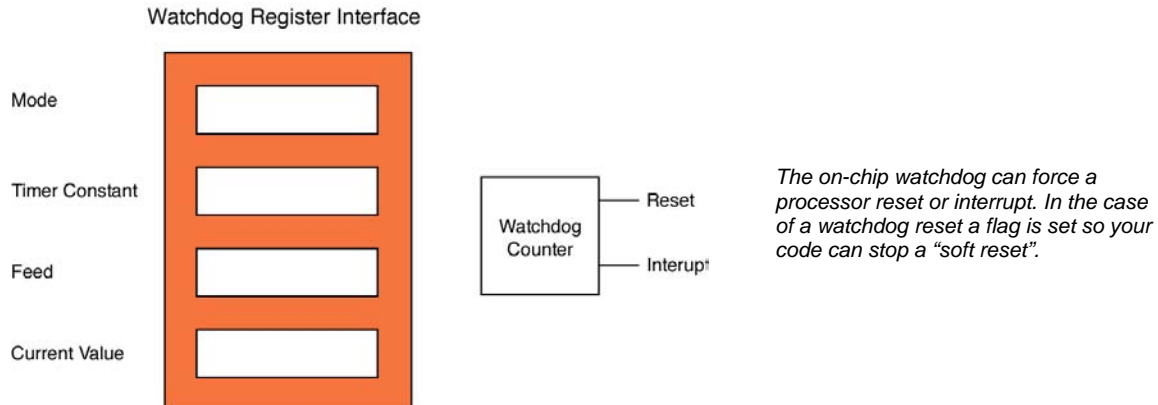 Watchdog Register Interface
Mode
Timer Constant
Feed
Current Value
Watchdog
Counter
Reset
Interupt
The on-chip watchdog can force a
processor reset or interrupt. In the case
of a watchdog reset a flag is set so your
code can stop a “soft reset”.